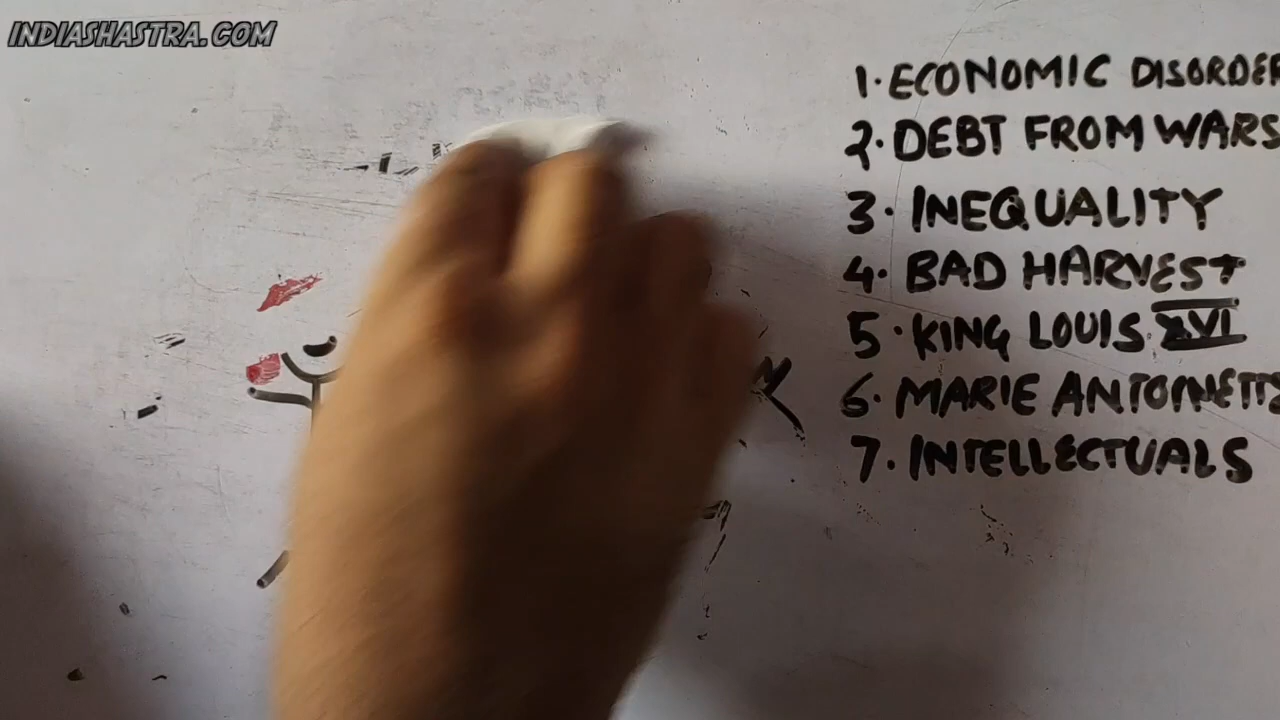 INDIASHASTRA.COM
1. ECONOMIC DISORDER
2. DEBT FROM WARS
3. INEQUALITY
4. BAD HARVEST
5. KING LOUIS XVI
6. MARIE ANTOINETTE
7. INTELLECTUALS